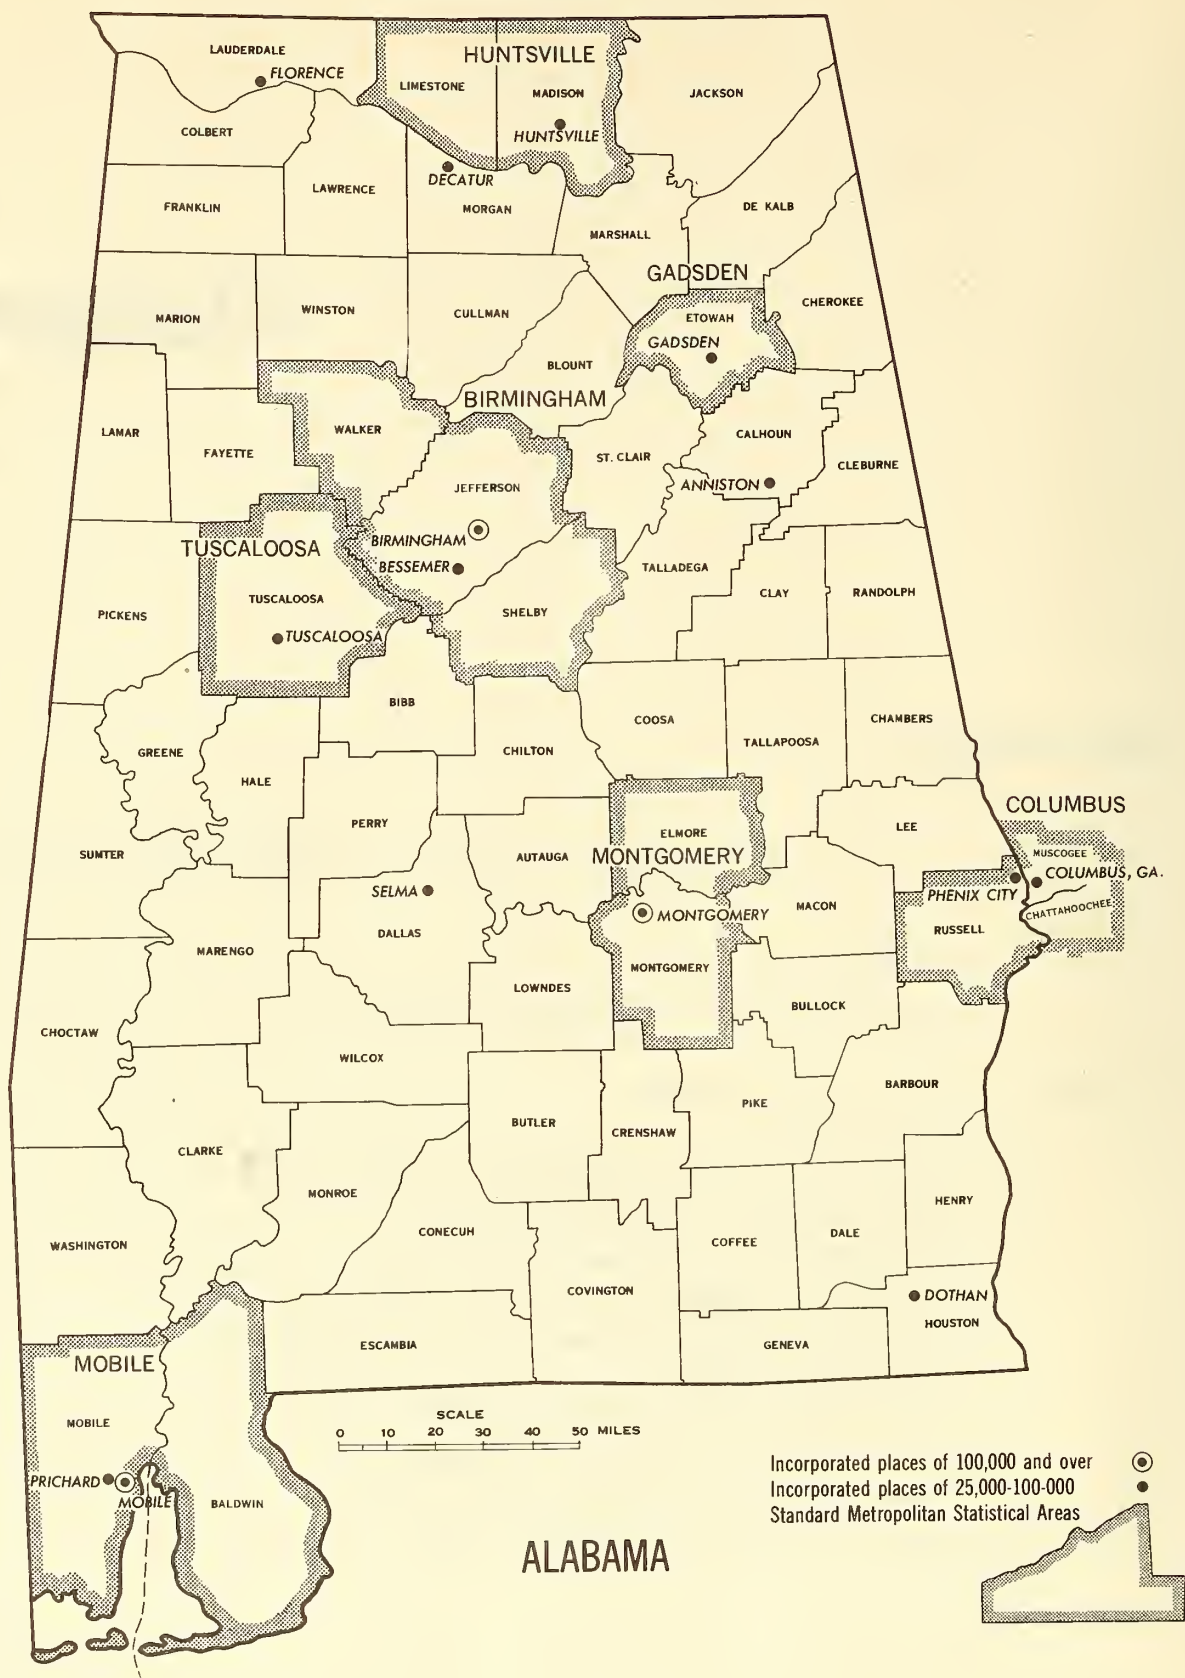 LAUDERDALE
FLORENCE
HUNTSVILLE
LIMESTONE
MADISON
HUNTSVILLE
JACKSON
COLBERT
DECATUR
LAWRENCE
FRANKLIN
MORGAN
DE KALB
MARSHALL
GADSDEN
CHEROKEE
MARION
WINSTON
CULLMAN
ETOWAH
GADSDEN
BLOUNT
BIRMINGHAM
LAMAR
FAYETTE
WALKER
CALHOUN
ST. CLAIR
CLEBURNE
JEFFERSON
ANNISTON
BIRMINGHAM
TUSCALOOSA
BESSEMER
TALLADEGA
TUSCALOOSA
CLAY
RANDOLPH
PICKENS
SHELBY
TUSCALOOSA
BIBB
COOSA
CHAMBERS
GREENE
CHILTON
TALLAPOOSA
HALE
COLUMBUS
PERRY
ELMORE
LEE
SUMTER
AUTAUGA
MONTGOMERY
MUSCOGEE
SELMA
COLUMBUS, GA.
PHENIX CITY
MACON
CHATTAHOOCHEE
MONTGOMERY
DALLAS
RUSSELL
MARENGO
MONTGOMERY
LOWNDES
BULLOCK
CHOCTAW
WILCOX
BARBOUR
PIKE
BUTLER
CRENSHAW
CLARKE
MONROE
HENRY
CONECUH
DALE
WASHINGTON
COFFEE
COVINGTON
DOTHAN
HOUSTON
ESCAMBIA
GENEVA
MOBILE
MOBILE
SCALE
0 10 20 30 40 50 MILES
PRICHARD
MOBILE
BALDWIN
Incorporated places of 100,000 and over
Incorporated places of 25,000-100-000
Standard Metropolitan Statistical Areas
ALABAMA